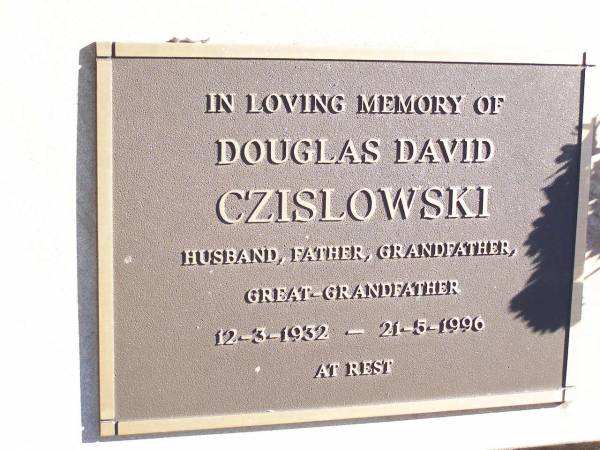 IN LOVING MEMORY OF
DOUGLAS DAVID
CZISLOWSKI
HUSBAND, FATHER, GRANDFATHER,
GREAT-GRANDFATHER
12-3-1932 — 21-5-1996
AT REST